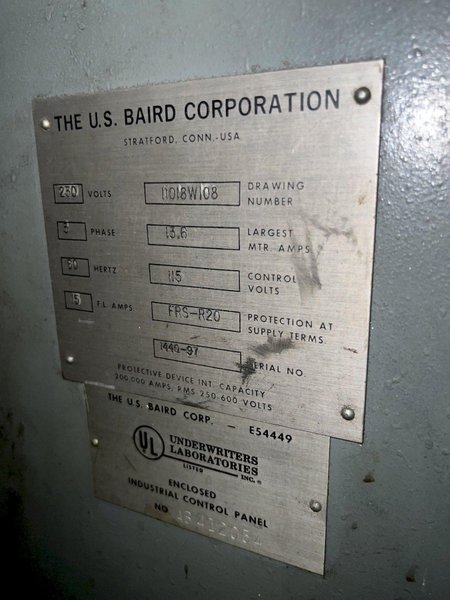 THE U.S. BAIRD CORPORATION
STRATFORD, CONN.-USA
230 VOLTS
DRAWING NUMBER
3 PHASE
13.6 LARGEST MTR. AMPS
60 HERTZ
115 CONTROL VOLTS
15 F.L. AMPS
FRS-R20 PROTECTION AT SUPPLY TERMS.
1440-97 SERIAL NO.
PROTECTIVE DEVICE INT. CAPACITY
200,000 AMPS, RMS 250-600 VOLTS
THE U.S. BAIRD CORP. - E54449
UL
UNDERWRITERS
LABORATORIES
INC. ®
LISTED
ENCLOSED
INDUSTRIAL CONTROL PANEL
NO